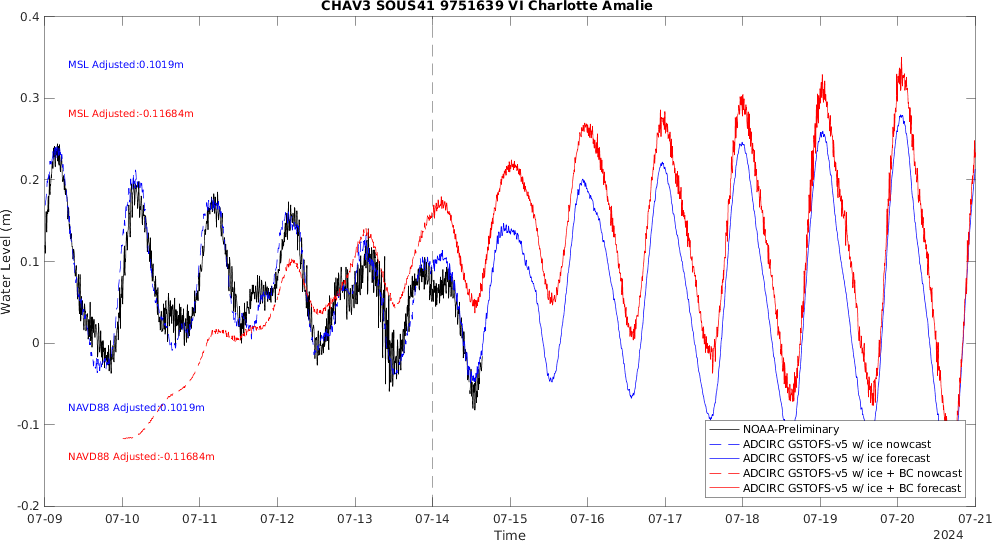 CHAV3 SOUS41 9751639 VI Charlotte Amalie
0.4
0.3
0.2
0.1
0
-0.1
-0.2
Water Level (m)
MSL Adjusted:0.1019m
MSL Adjusted:-0.11684m
NAVD88 Adjusted:0.1019m
NAVD88 Adjusted:-0.11684m
NOAA-Preliminary
ADCIRC GSTOFS-v5 w/ ice nowcast
ADCIRC GSTOFS-v5 w/ ice forecast
ADCIRC GSTOFS-v5 w/ ice + BC nowcast
ADCIRC GSTOFS-v5 w/ ice + BC forecast
07-09 07-10 07-11 07-12 07-13 07-14 07-15 07-16 07-17 07-18 07-19 07-20 07-21
Time
2024